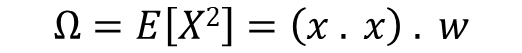 Ω = E[X²] = (x . x) . w